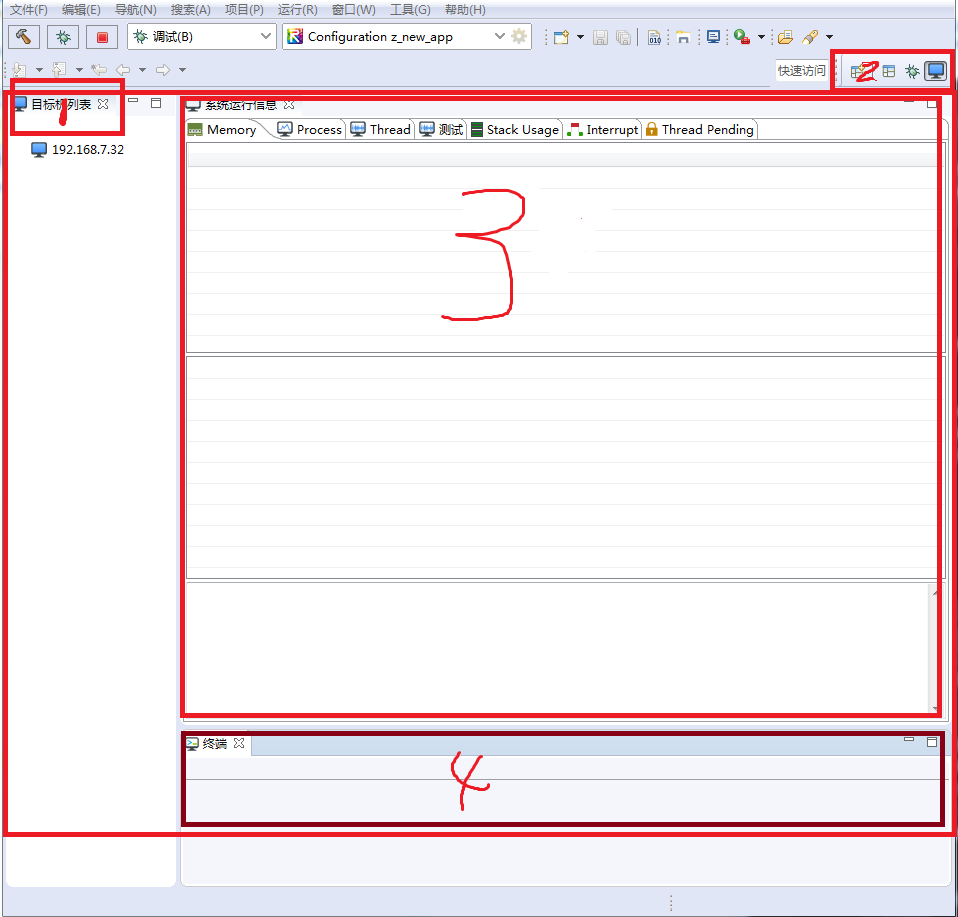 文件(F) 编辑(E) 导航(N) 搜索(A) 项目(P) 运行(R) 窗口(W) 工具(G) 帮助(H)
调试(B) Configuration z_new_app
快速访问 2
目标机列表 系统运行信息
1
Memory Process Thread 测试 Stack Usage Interrupt Thread Pending
192.168.7.32
3
终端
4